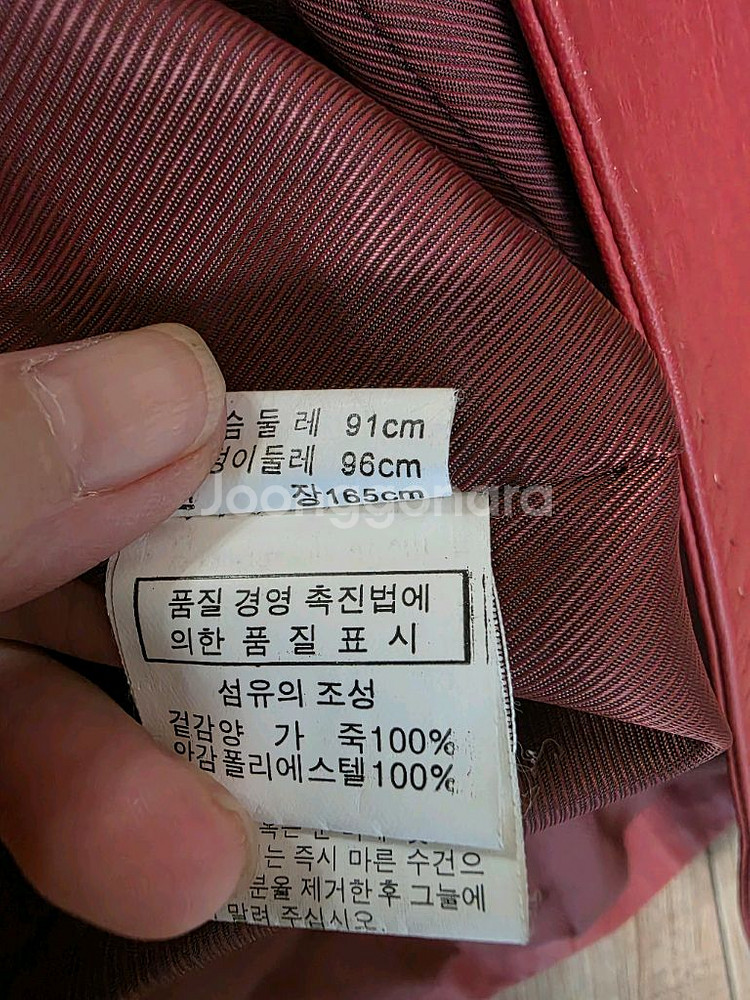 슴둘레 91cm
덩이둘레 96cm
장165cm
Joonggonara
품질 경영 촉진법에
의한 품 질 표 시
섬유의 조성
겉감양 가 죽100%
안감폴리에스텔100%
는 즉시 마른 수건으
분을 제거한후 그늘에
말려 주십시오.